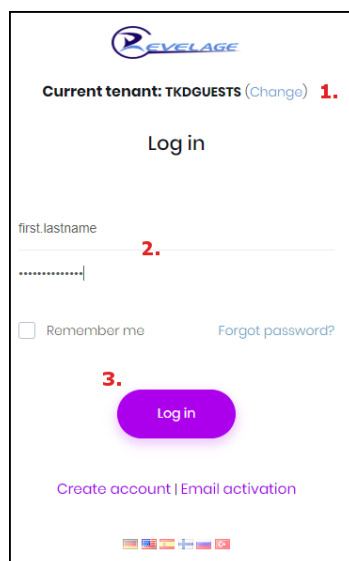 REVELAGE
Current tenant: TKDGUESTS (Change) 1.
Log in
first.lastname
2.
••••••••••••••
Remember me Forgot password?
3.
Log in
Create account | Email activation